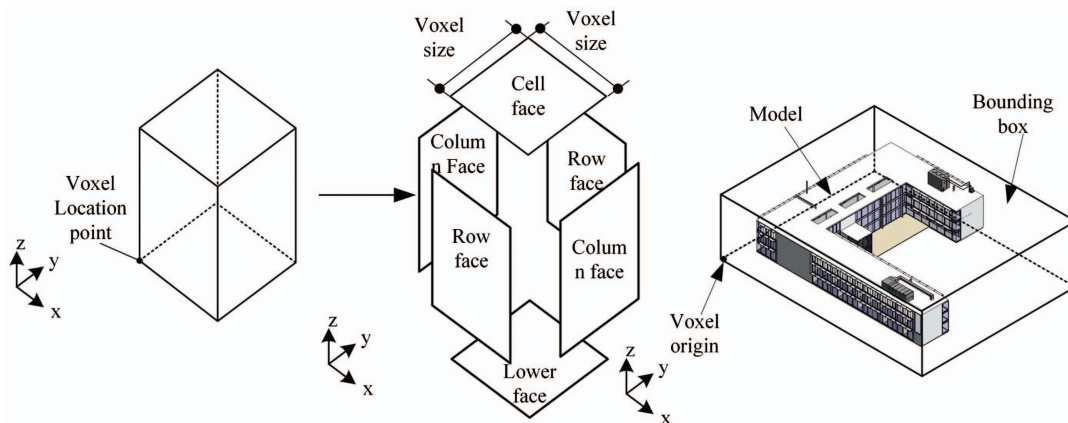 Voxel
size
Voxel
size
Cell
face
Colum
n Face
Row
face
Row
face
Colum
n face
Lower
face
Voxel
Location
point
z
y
x
z
y
x
z
y
x
Model
Bounding
box
Voxel
origin